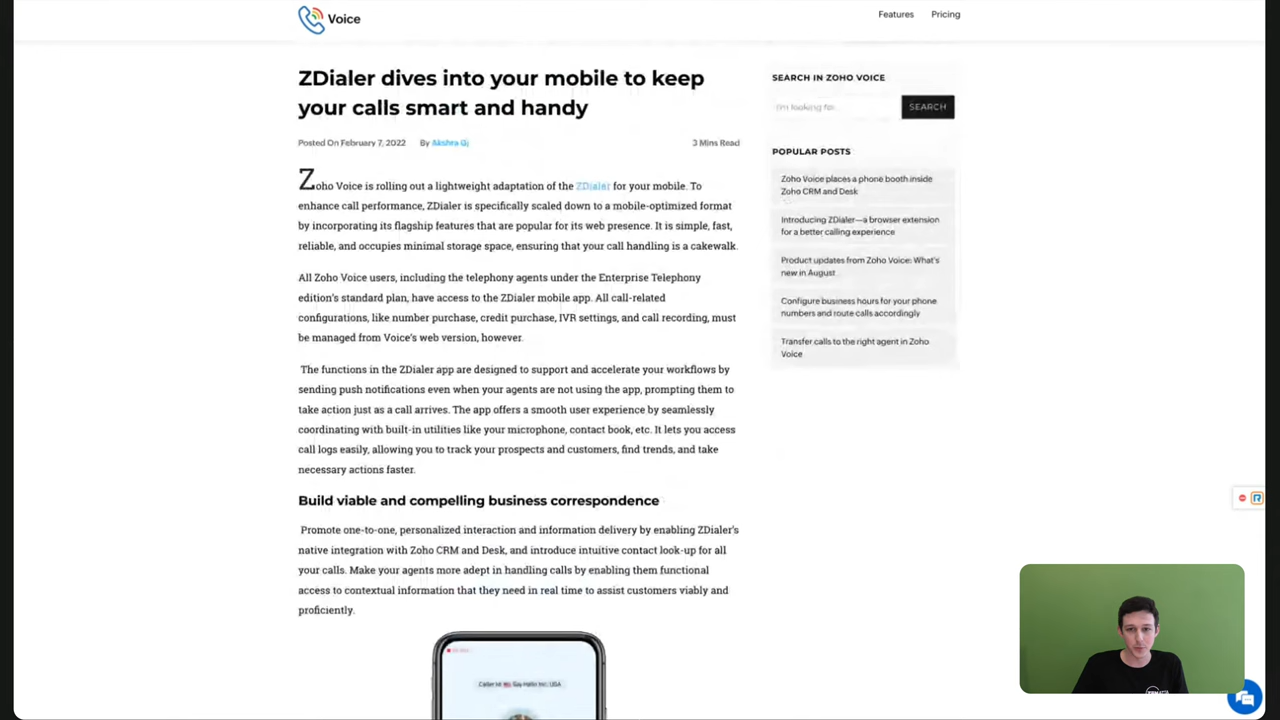 Voice
Features
Pricing
ZDialer dives into your mobile to keep
your calls smart and handy
Posted On February 7, 2022
By Akshra Gj
3 Mins Read
Zoho Voice is rolling out a lightweight adaptation of the ZDialer for your mobile. To
enhance call performance, ZDialer is specifically scaled down to a mobile-optimized format
by incorporating its flagship features that are popular for its web presence. It is simple, fast,
reliable, and occupies minimal storage space, ensuring that your call handling is a cakewalk.
All Zoho Voice users, including the telephony agents under the Enterprise Telephony
edition's standard plan, have access to the ZDialer mobile app. All call-related
configurations, like number purchase, credit purchase, IVR settings, and call recording, must
be managed from Voice's web version, however.
The functions in the ZDialer app are designed to support and accelerate your workflows by
sending push notifications even when your agents are not using the app, prompting them to
take action just as a call arrives. The app offers a smooth user experience by seamlessly
coordinating with built-in utilities like your microphone, contact book, etc. It lets you access
call logs easily, allowing you to track your prospects and customers, find trends, and take
necessary actions faster.
Build viable and compelling business correspondence
Promote one-to-one, personalized interaction and information delivery by enabling ZDialer's
native integration with Zoho CRM and Desk, and introduce intuitive contact look-up for all
your calls. Make your agents more adept in handling calls by enabling them functional
access to contextual information that they need in real time to assist customers viably and
proficiently.
SEARCH IN ZOHO VOICE
I'm looking for...
SEARCH
POPULAR POSTS
Zoho Voice places a phone booth inside
Zoho CRM and Desk
Introducing ZDialer—a browser extension
for a better calling experience
Product updates from Zoho Voice: What's
new in August
Configure business hours for your phone
numbers and route calls accordingly
Transfer calls to the right agent in Zoho
Voice